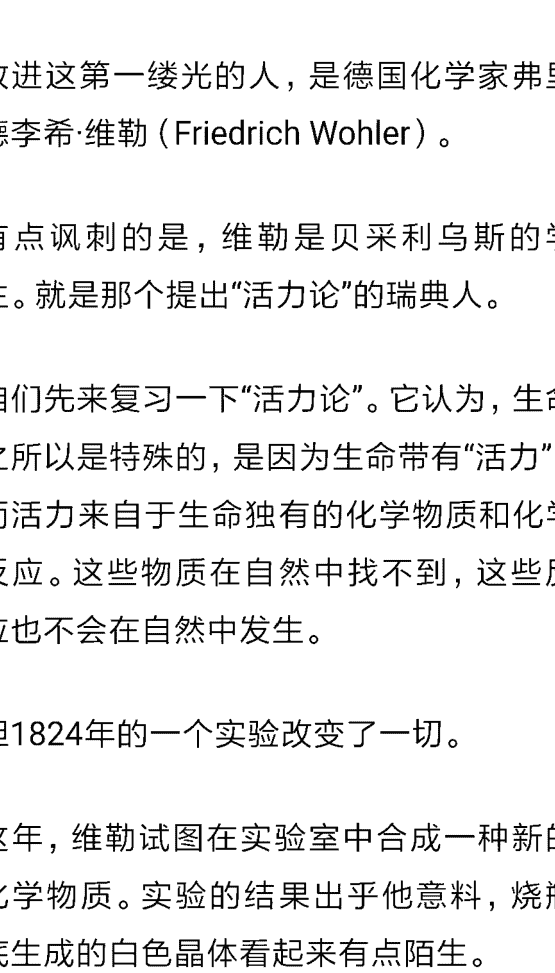 放进这第一缕光的人，是德国化学家弗里
德李希·维勒（Friedrich Wohler）。
有点讽刺的是，维勒是贝采利乌斯的学
生。就是那个提出“活力论”的瑞典人。
咱们先来复习一下“活力论”。它认为，生命
之所以是特殊的，是因为生命带有“活力”
而活力来自于生命独有的化学物质和化学
反应。这些物质在自然中找不到，这些反
应也不会在自然中发生。
但1824年的一个实验改变了一切。
这年，维勒试图在实验室中合成一种新的
化学物质。实验的结果出乎他意料，烧瓶
底生成的白色晶体看起来有点陌生。